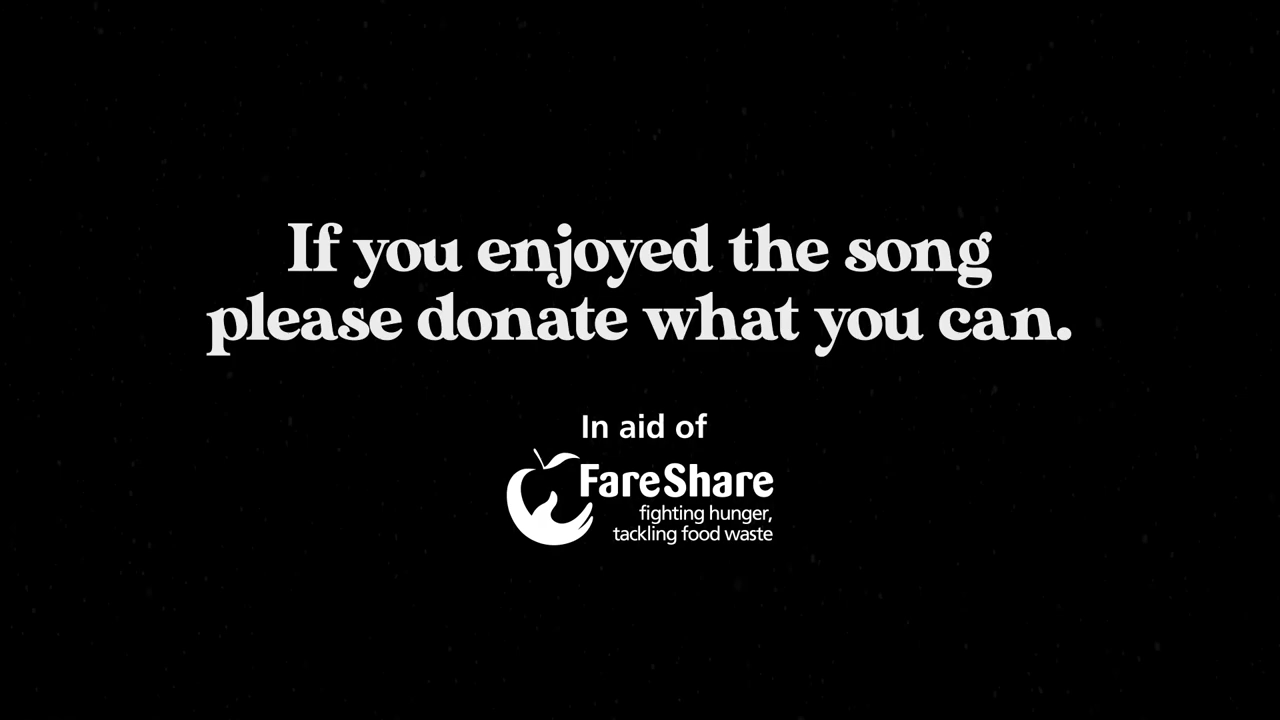 If you enjoyed the song
please donate what you can.
In aid of
FareShare
fighting hunger,
tackling food waste